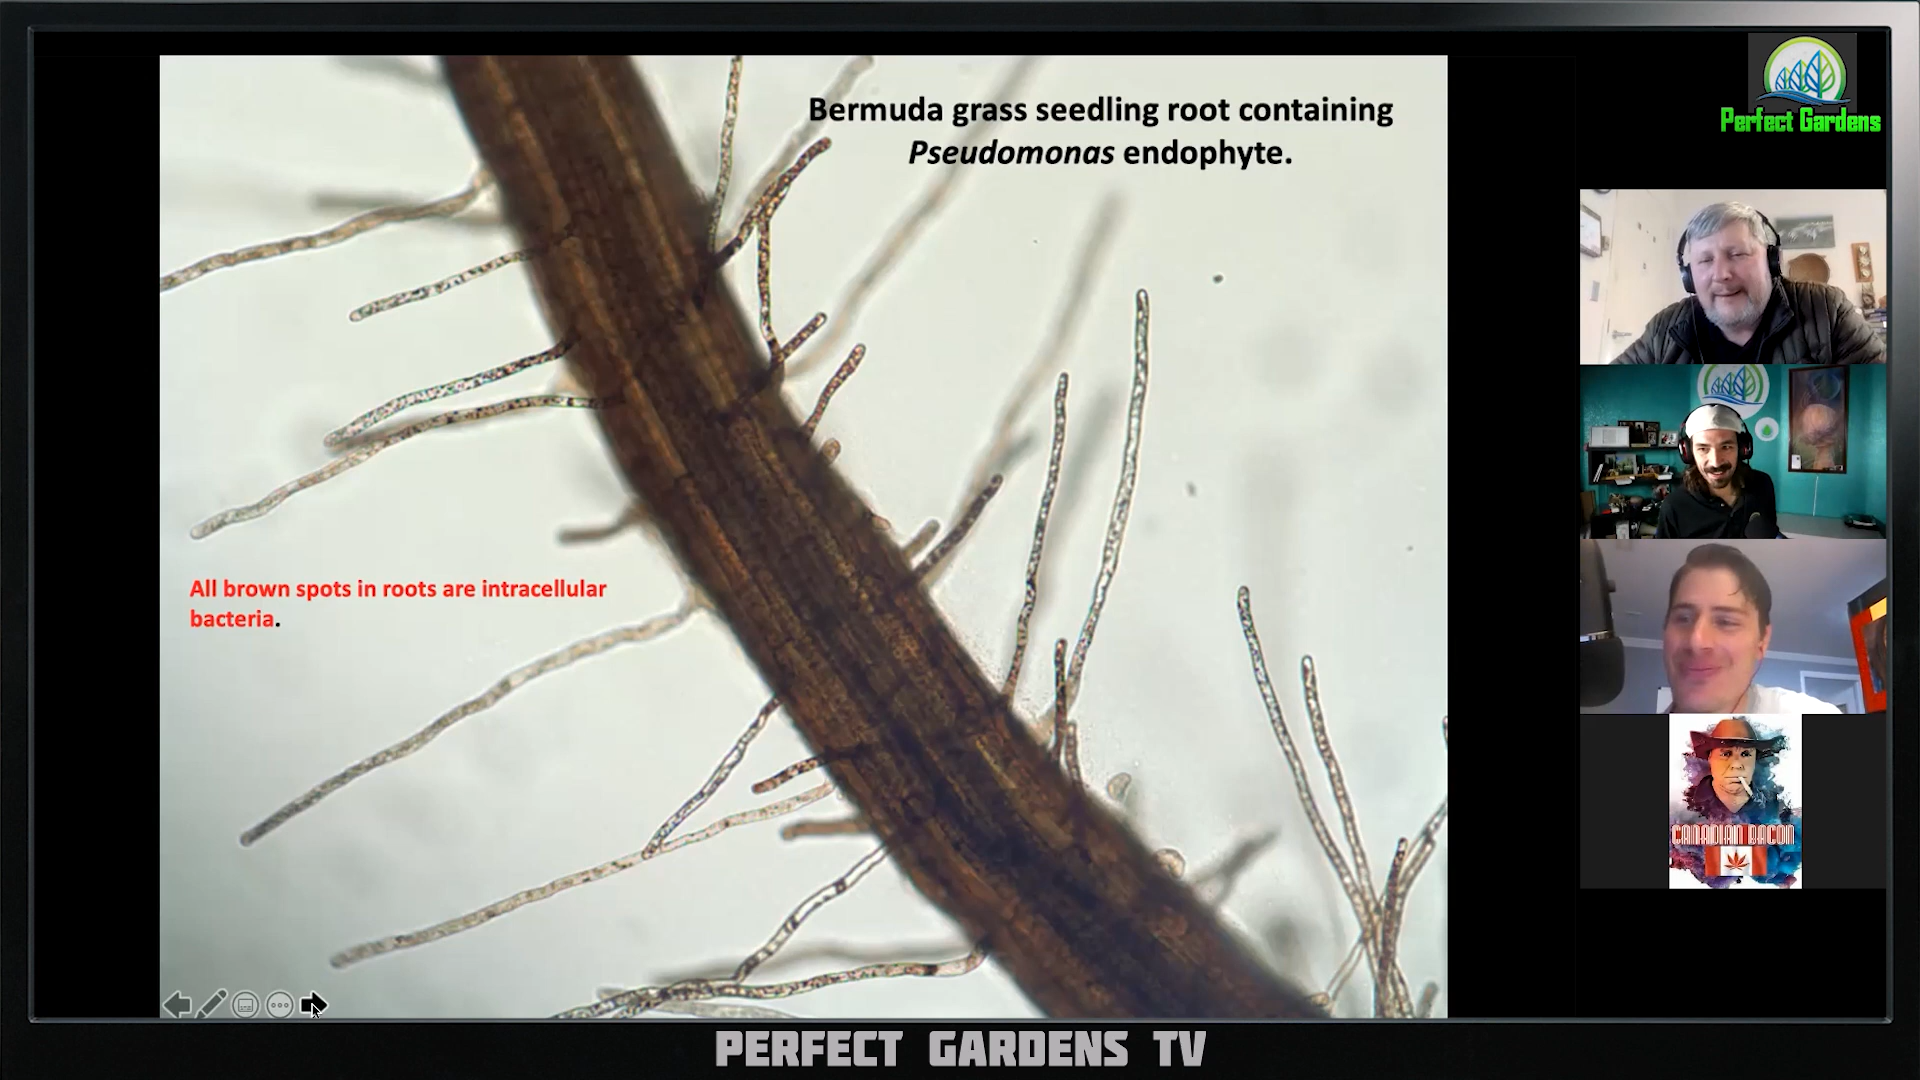 Bermuda grass seedling root containing
Pseudomonas endophyte.
Perfect Gardens
All brown spots in roots are intracellular
bacteria.
CANADIAN BACON
PERFECT GARDENS TV